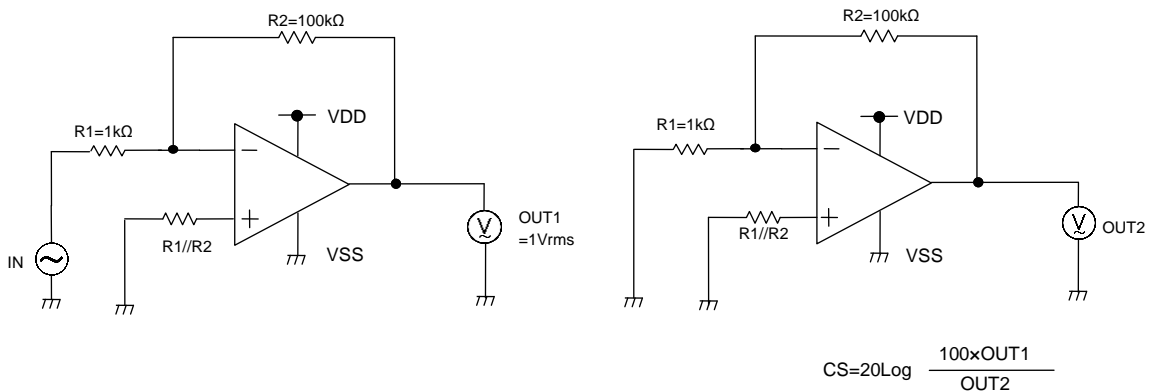 R2=100kΩ
VDD
R1=1kΩ
R1//R2
VSS
OUT1
=1Vrms
IN
R2=100kΩ
VDD
R1=1kΩ
R1//R2
VSS
V
V
OUT2
CS=20Log 100×OUT1
OUT2